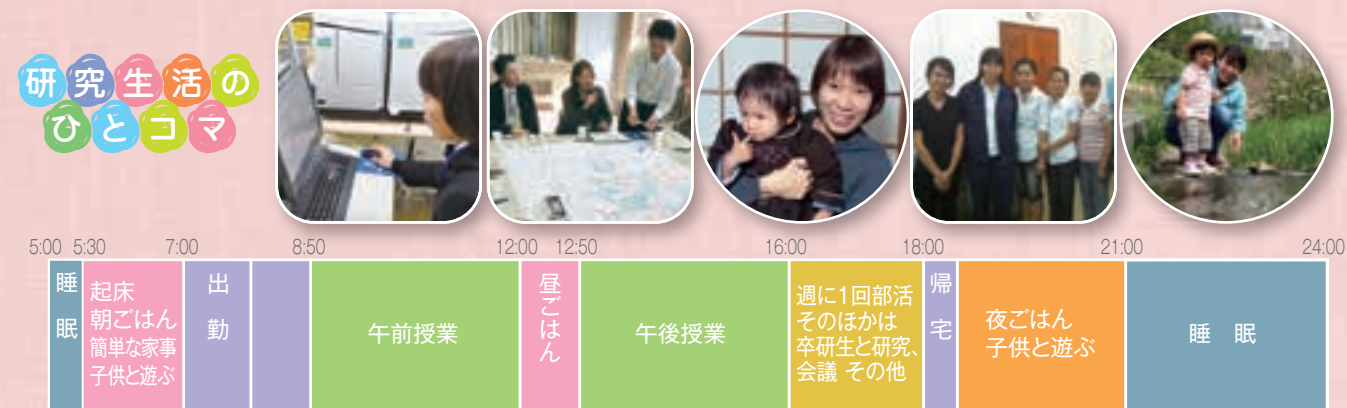 研究生活の
ひとコマ
5:00 5:30 7:00 8:50 12:00 12:50 16:00 18:00 21:00 24:00
睡眠
起床
朝ごはん
簡単な家事
子供と遊ぶ
出勤
午前授業
昼ごはん
午後授業
週に1回部活
そのほかは
卒研生と研究、
会議 その他
帰宅
夜ごはん
子供と遊ぶ
睡 眠